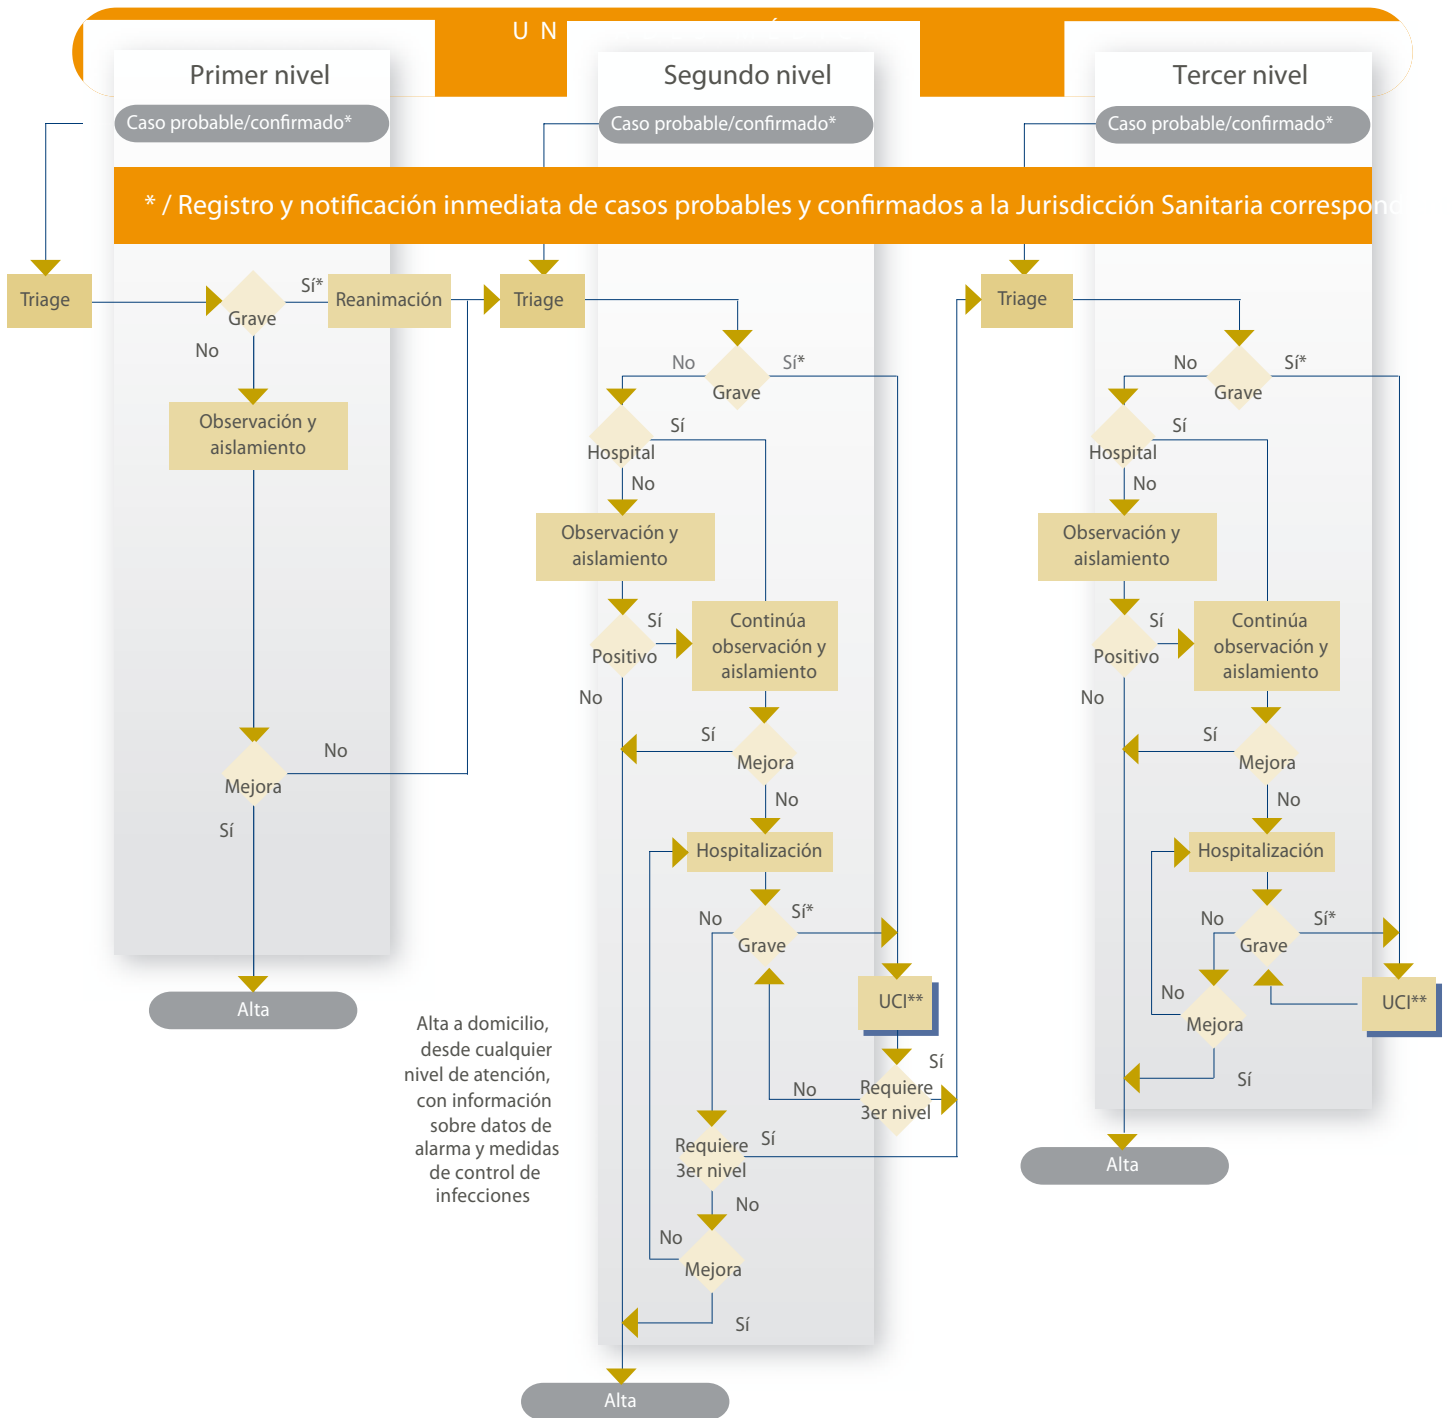 U N
Primer nivel
Segundo nivel
Tercer nivel
Caso probable/confirmado*
Caso probable/confirmado*
Caso probable/confirmado*
* / Registro y notificación inmediata de casos probables y confirmados a la Jurisdicción Sanitaria
Triage
Grave
Sí*
Reanimación
No
Observación y
aislamiento
Mejora
No
Sí
Alta
Alta a domicilio,
desde cualquier
nivel de atención,
con información
sobre datos de
alarma y medidas
de control de
infecciones
Triage
No
Sí*
Grave
Sí
Hospital
No
Observación y
aislamiento
Sí
Positivo
No
Continúa
observación y
aislamiento
Sí
Mejora
No
Hospitalización
No
Sí*
Grave
UCI**
Sí
No
Requiere
3er nivel
Requiere
3er nivel
Sí
No
No
Mejora
Sí
Alta
Triage
No
Sí*
Grave
Sí
Hospital
No
Observación y
aislamiento
Sí
Positivo
No
Continúa
observación y
aislamiento
Sí
Mejora
No
Hospitalización
No
Sí*
Grave
UCI**
No
Mejora
Sí
Alta